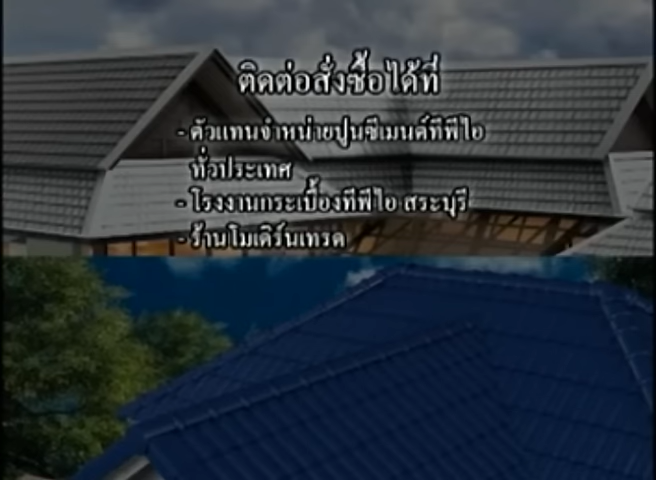 ติดต่อสั่งซื้อได้ที่
- ตัวแทนจำหน่ายปูนซีเมนต์ทีพีไอ
ทั่วประเทศ
- โรงงานกระเบื้องทีพีไอ สระบุรี
- ร้านโมเดิร์นเทรด